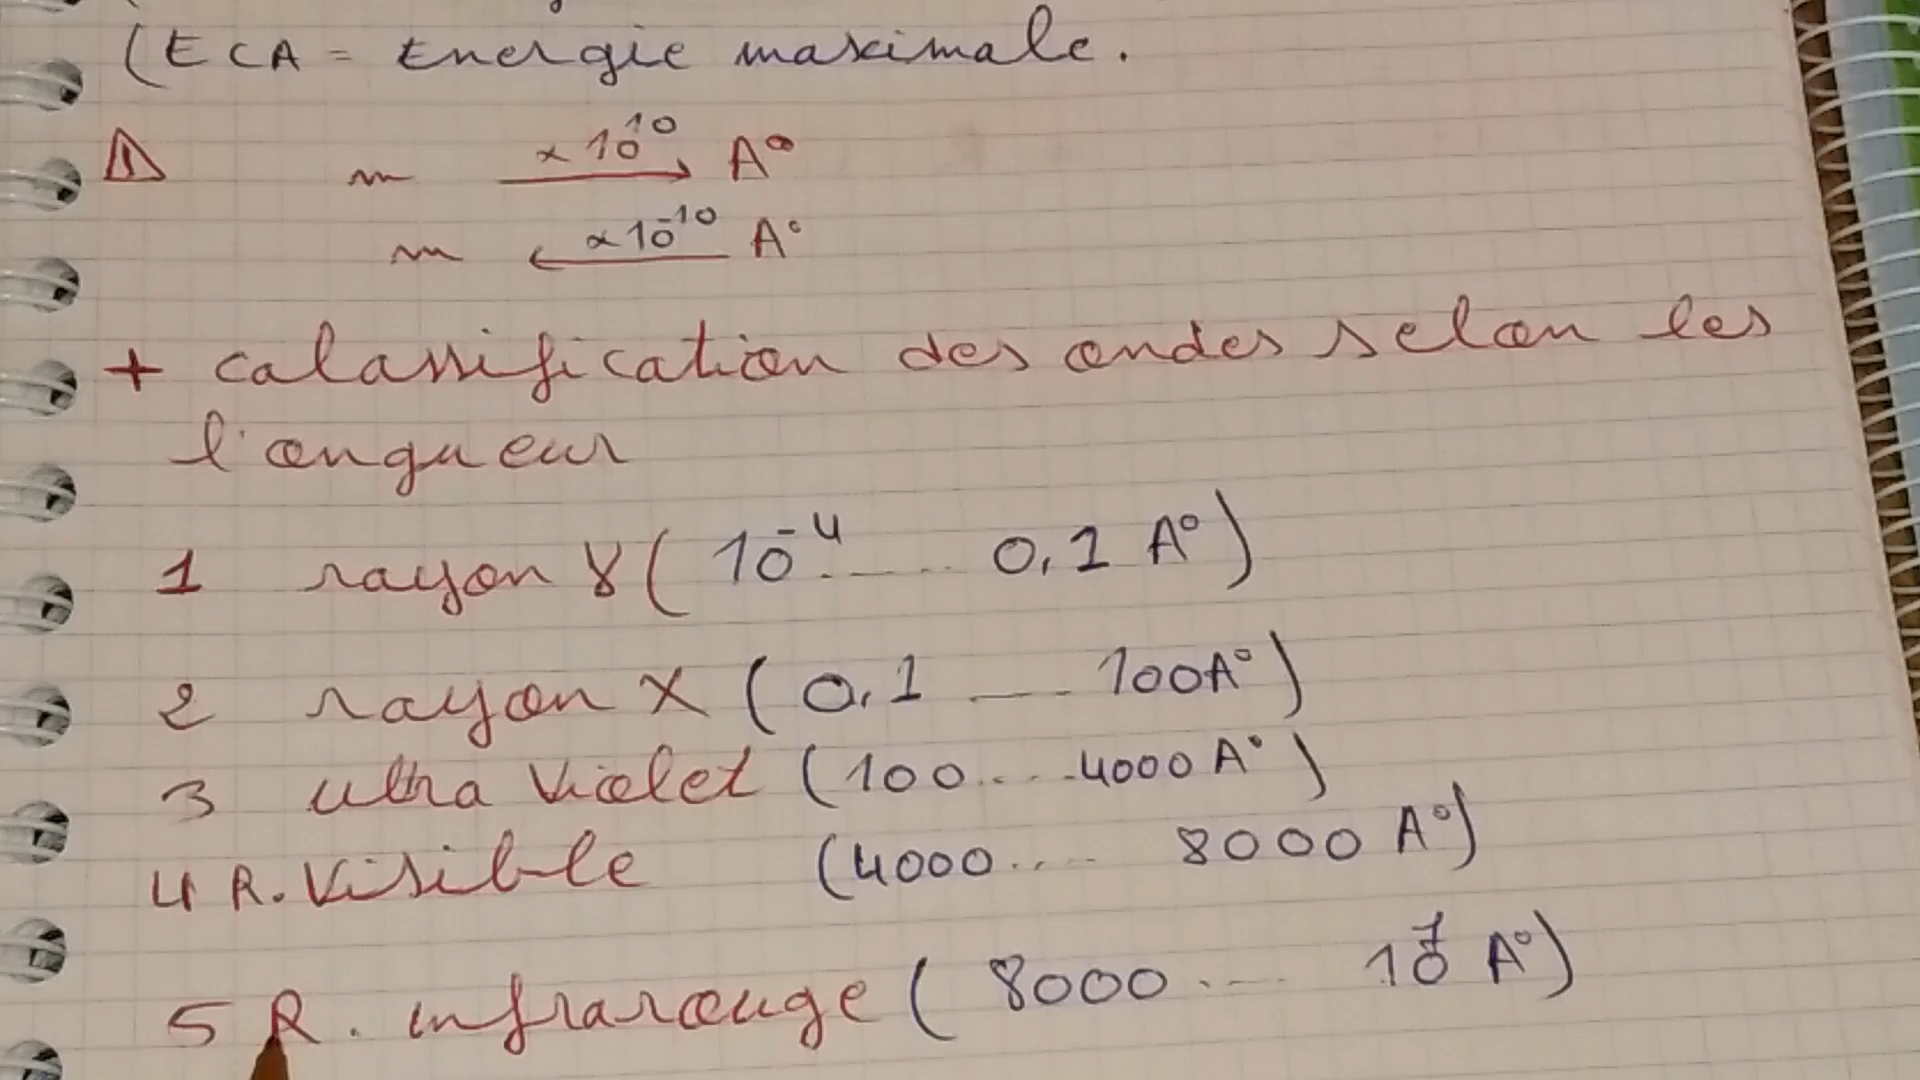 (ECA = Energie maximale.
⚠ m ×10^10 → A°
m ← ×10^-10 A°
+ calassification des ondes selon les
l'ongueur
1 rayon γ ( 10^-4 ...... 0,1 A°)
2 rayon X ( 0,1 ...... 100A°)
3 ultra Violet (100.....4000 A°)
4 R. Visible (4000..... 8000 A°)
5 R. infrarouge ( 8000 ..... 10^7 A°)